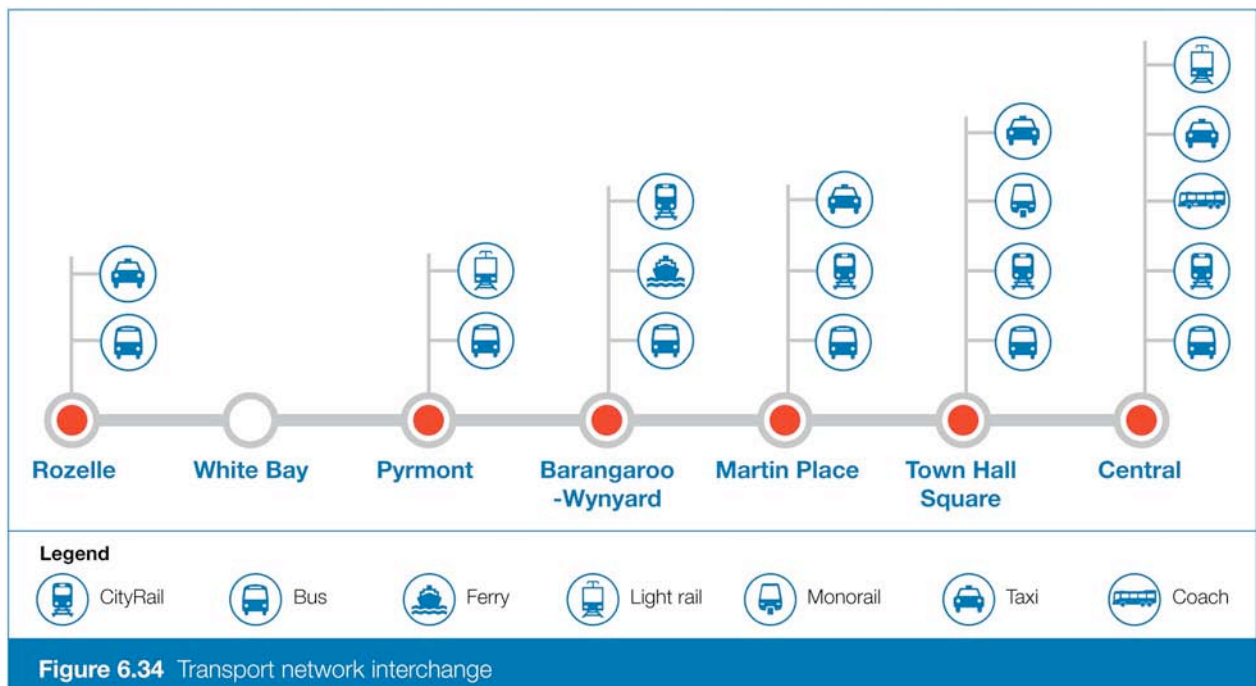 Rozelle
White Bay
Pyrmont
Barangaroo
-Wynyard
Martin Place
Town Hall
Square
Central
Legend
CityRail
Bus
Ferry
Light rail
Monorail
Taxi
Coach
Figure 6.34 Transport network interchange